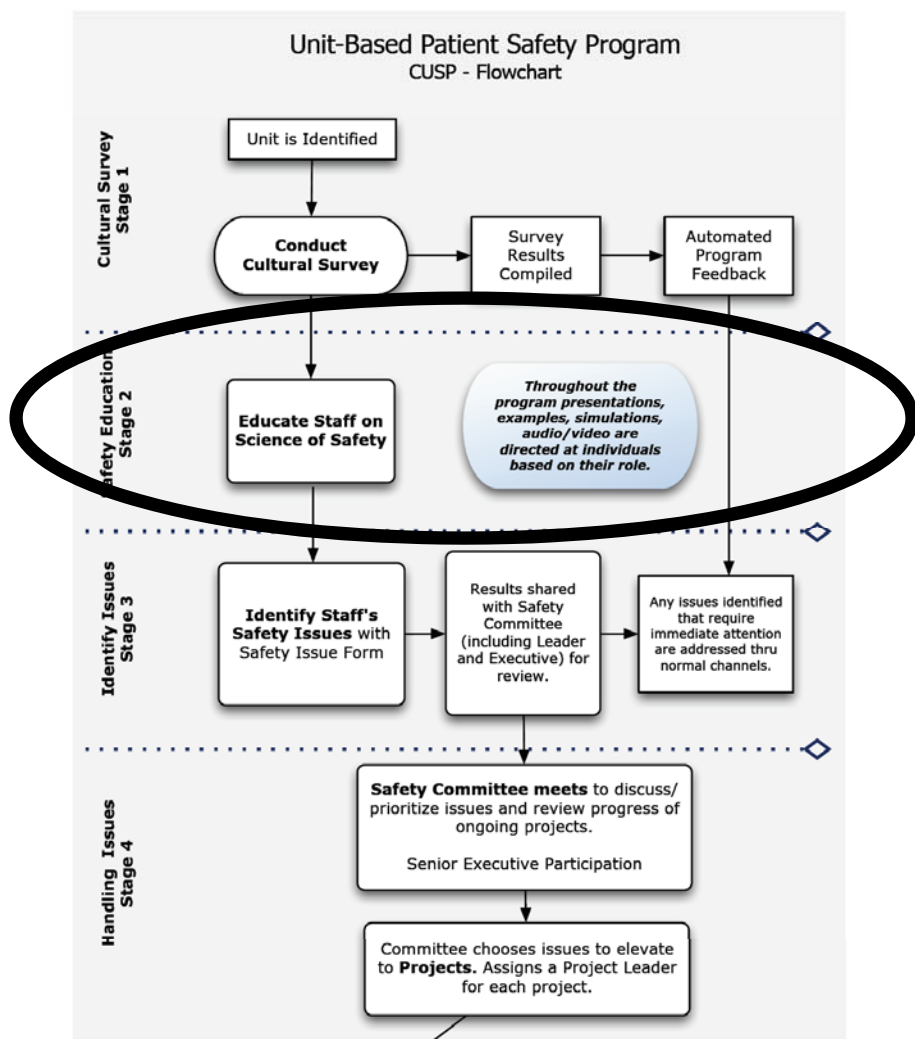 Unit-Based Patient Safety Program
CUSP - Flowchart
Cultural Survey
Stage 1
Unit is Identified
Conduct
Cultural Survey
Survey
Results
Compiled
Automated
Program
Feedback
Safety Education
Stage 2
Educate Staff on
Science of Safety
Throughout the
program presentations,
examples, simulations,
audio/video are
directed at individuals
based on their role.
Identify Issues
Stage 3
Identify Staff's
Safety Issues with
Safety Issue Form
Results shared
with Safety
Committee
(including Leader
and Executive) for
review.
Any issues identified
that require
immediate attention
are addressed thru
normal channels.
Handling Issues
Stage 4
Safety Committee meets to discuss/
prioritize issues and review progress of
ongoing projects.
Senior Executive Participation
Committee chooses issues to elevate
to Projects. Assigns a Project Leader
for each project.